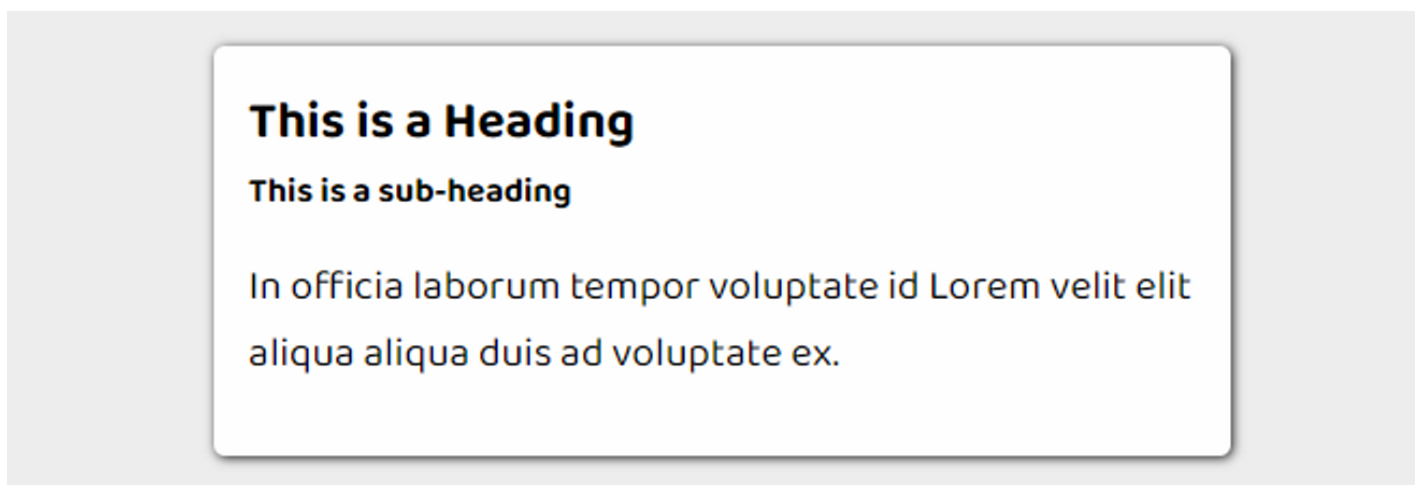 This is a Heading
This is a sub-heading
In officia laborum tempor voluptate id Lorem velit elit
aliqua aliqua duis ad voluptate ex.